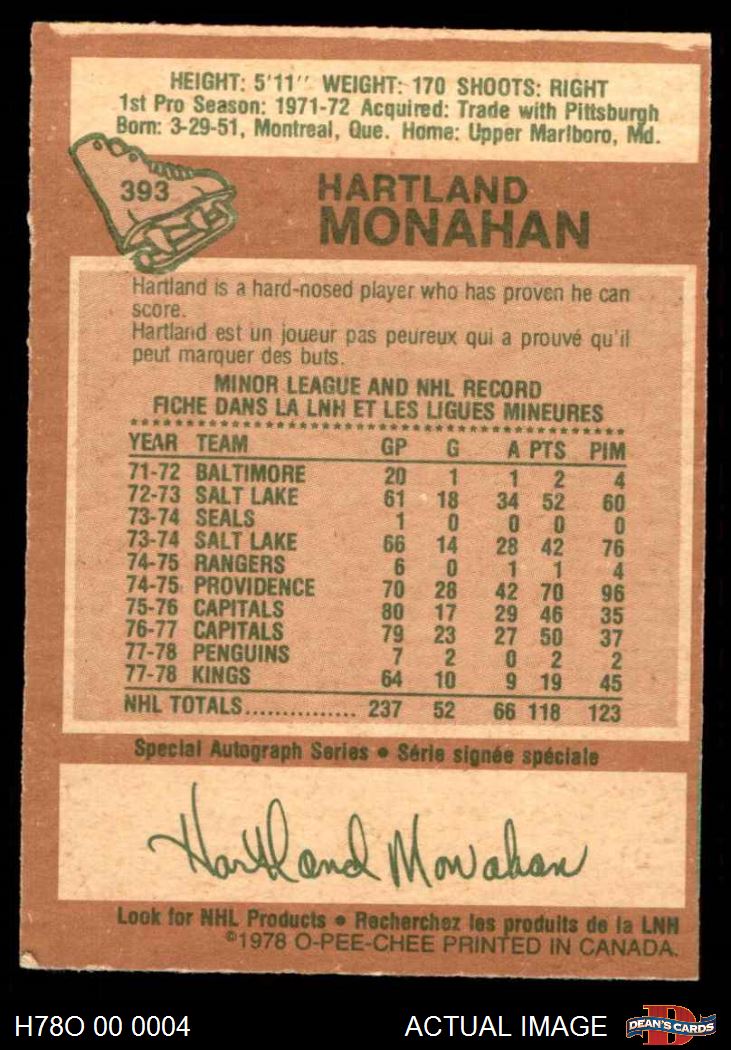 HEIGHT: 5'11" WEIGHT: 170 SHOOTS: RIGHT
1st Pro Season: 1971-72 Acquired: Trade with Pittsburgh
Born: 3-29-51, Montreal, Que. Home: Upper Marlboro, Md.
393
HARTLAND
MONAHAN
Hartland is a hard-nosed player who has proven he can
score.
Hartland est un joueur pas peureux qui a prouvé qu'il
peut marquer des buts.
MINOR LEAGUE AND NHL RECORD
FICHE DANS LA LNH ET LES LIGUES MINEURES
YEAR TEAM GP G A PTS PIM
71-72 BALTIMORE 20 1 1 2 4
72-73 SALT LAKE 61 18 34 52 60
73-74 SEALS 1 0 0 0 0
73-74 SALT LAKE 66 14 28 42 76
74-75 RANGERS 6 0 1 1 4
74-75 PROVIDENCE 70 28 42 70 96
75-76 CAPITALS 80 17 29 46 35
76-77 CAPITALS 79 23 27 50 37
77-78 PENGUINS 7 2 0 2 2
77-78 KINGS 64 10 9 19 45
NHL TOTALS............... 237 52 66 118 123
Special Autograph Series • Série signée spéciale
Hartland Monahan
Look for NHL Products • Recherchez les produits de la LNH
©1978 O-PEE-CHEE PRINTED IN CANADA.
H78O 00 0004 ACTUAL IMAGE DEAN'S CARDS